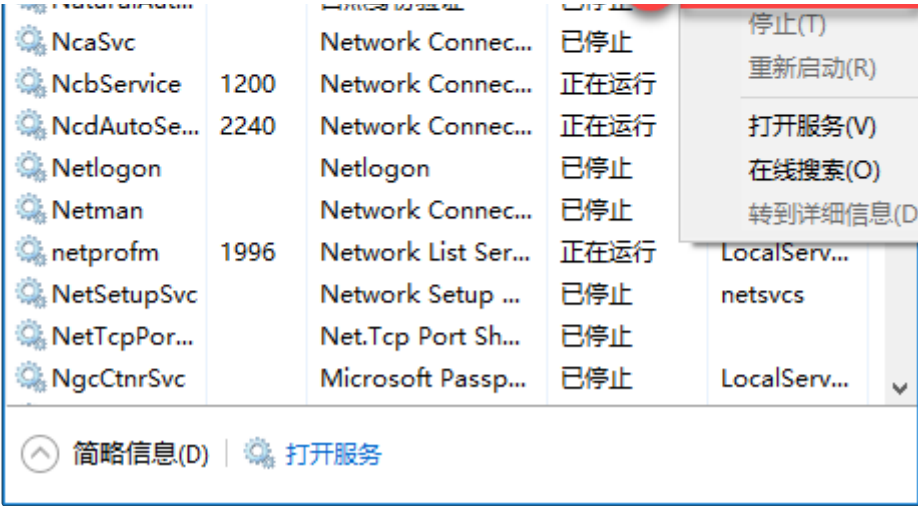 停止(T)
NcaSvc Network Connec... 已停止
重新启动(R)
NcbService 1200 Network Connec... 正在运行
NcdAutoSe... 2240 Network Connec... 正在运行 打开服务(V)
Netlogon Netlogon 已停止 在线搜索(O)
Netman Network Connec... 已停止 转到详细信息(D
netprofm 1996 Network List Ser... 正在运行 LocalServ...
NetSetupSvc Network Setup ... 已停止 netsvcs
NetTcpPor... Net.Tcp Port Sh... 已停止
NgcCtnrSvc Microsoft Passp... 已停止 LocalServ...
简略信息(D) 打开服务